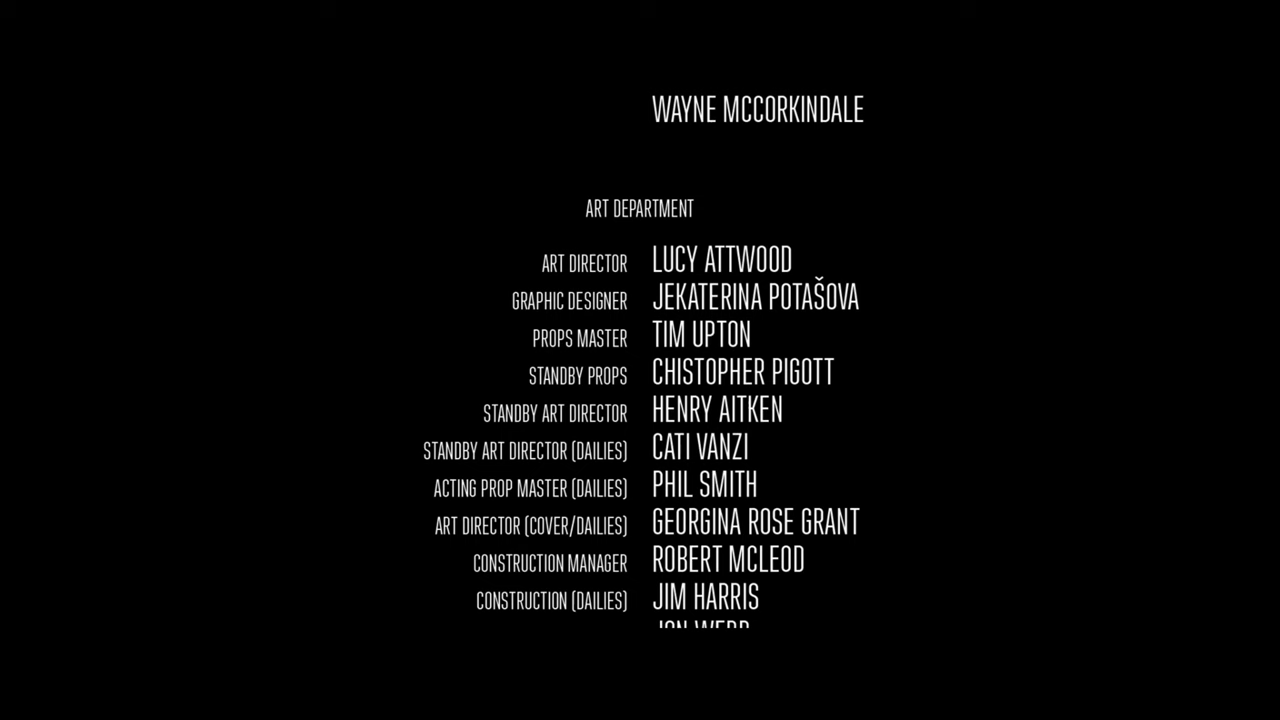 WAYNE MCCORKINDALE
ART DEPARTMENT
ART DIRECTOR LUCY ATTWOOD
GRAPHIC DESIGNER JEKATERINA POTAŠOVA
PROPS MASTER TIM UPTON
STANDBY PROPS CHISTOPHER PIGOTT
STANDBY ART DIRECTOR HENRY AITKEN
STANDBY ART DIRECTOR (DAILIES) CATI VANZI
ACTING PROP MASTER (DAILIES) PHIL SMITH
ART DIRECTOR (COVER/DAILIES) GEORGINA ROSE GRANT
CONSTRUCTION MANAGER ROBERT MCLEOD
CONSTRUCTION (DAILIES) JIM HARRIS